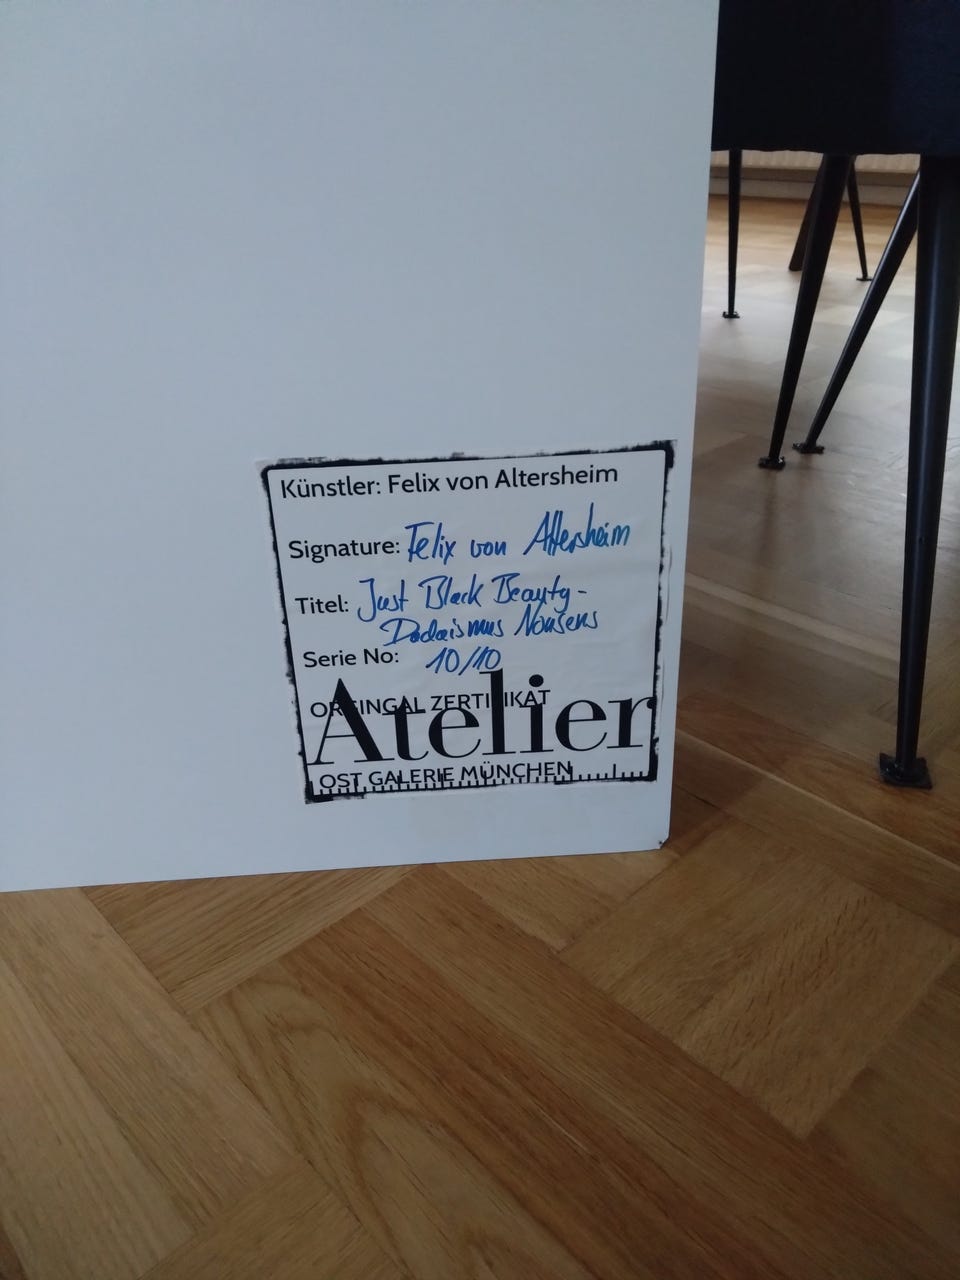 Künstler: Felix von Altersheim
Signature: Felix von Altersheim
Titel: Just Black Beauty-
Dadaismus Nonsens
Serie No: 10/10
ORGINGAL ZERTIFIKAT
Atelier
OST GALERIE MÜNCHEN